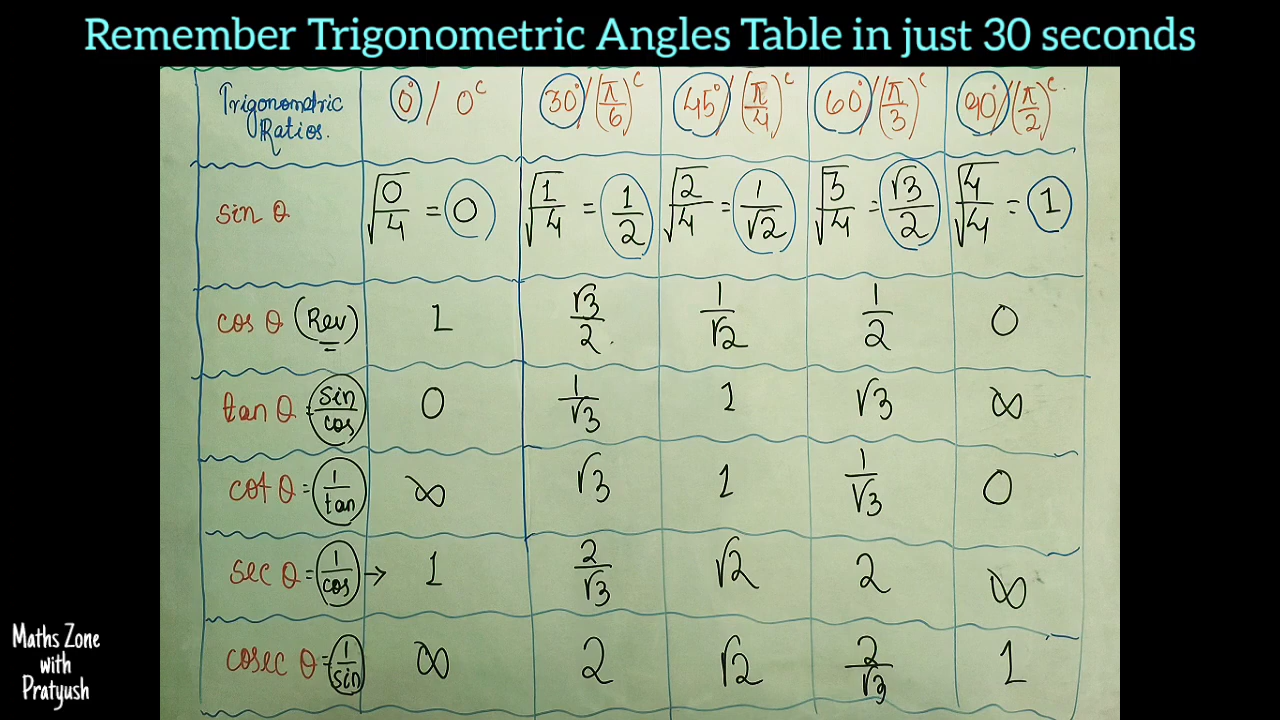 Remember Trigonometric Angles Table in just 30 seconds
Trigonometric Ratios. 0° / 0ᶜ 30°/(π/6)ᶜ 45°/(π/4)ᶜ 60°/(π/3)ᶜ 90°/(π/2)ᶜ
sin θ √(0/4) = 0 √(1/4) = 1/2 √(2/4) = 1/√2 √(3/4) = √3/2 √(4/4) = 1
cos θ (Rev) 1 √3/2 1/√2 1/2 0
tan θ = sin/cos 0 1/√3 1 √3 ∞
cot θ = 1/tan ∞ √3 1 1/√3 0
sec θ = 1/cos → 1 2/√3 √2 2 ∞
cosec θ = 1/sin ∞ 2 √2 2/√3 1
Maths Zone
with
Pratyush